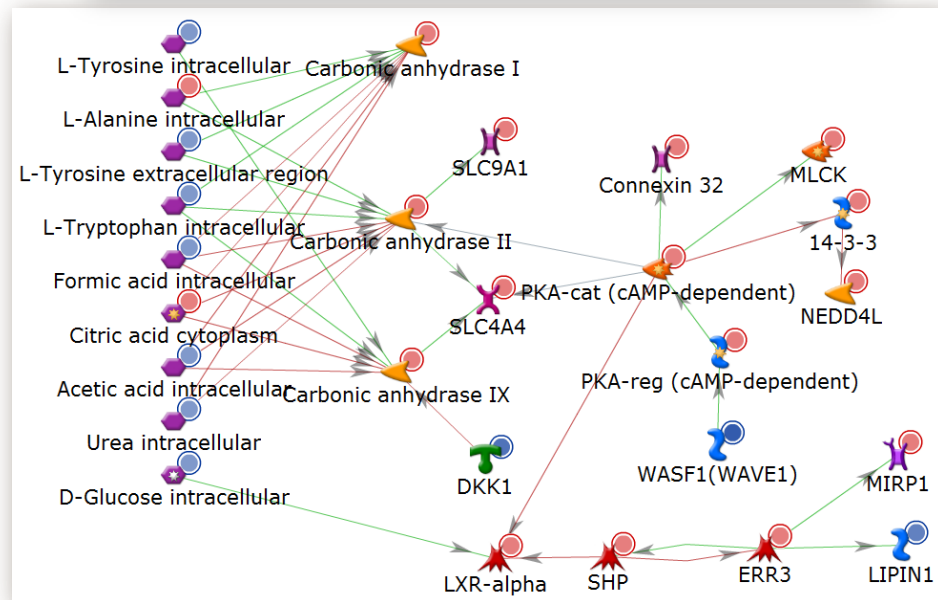 L-Tyrosine intracellular
Carbonic anhydrase I
L-Alanine intracellular
SLC9A1
Connexin 32
MLCK
L-Tyrosine extracellular region
L-Tryptophan intracellular
Carbonic anhydrase II
14-3-3
Formic acid intracellular
PKA-cat (cAMP-dependent)
NEDD4L
Citric acid cytoplasm
SLC4A4
Acetic acid intracellular
Carbonic anhydrase IX
PKA-reg (cAMP-dependent)
Urea intracellular
DKK1
WASF1(WAVE1)
MIRP1
D-Glucose intracellular
LXR-alpha
SHP
ERR3
LIPIN1